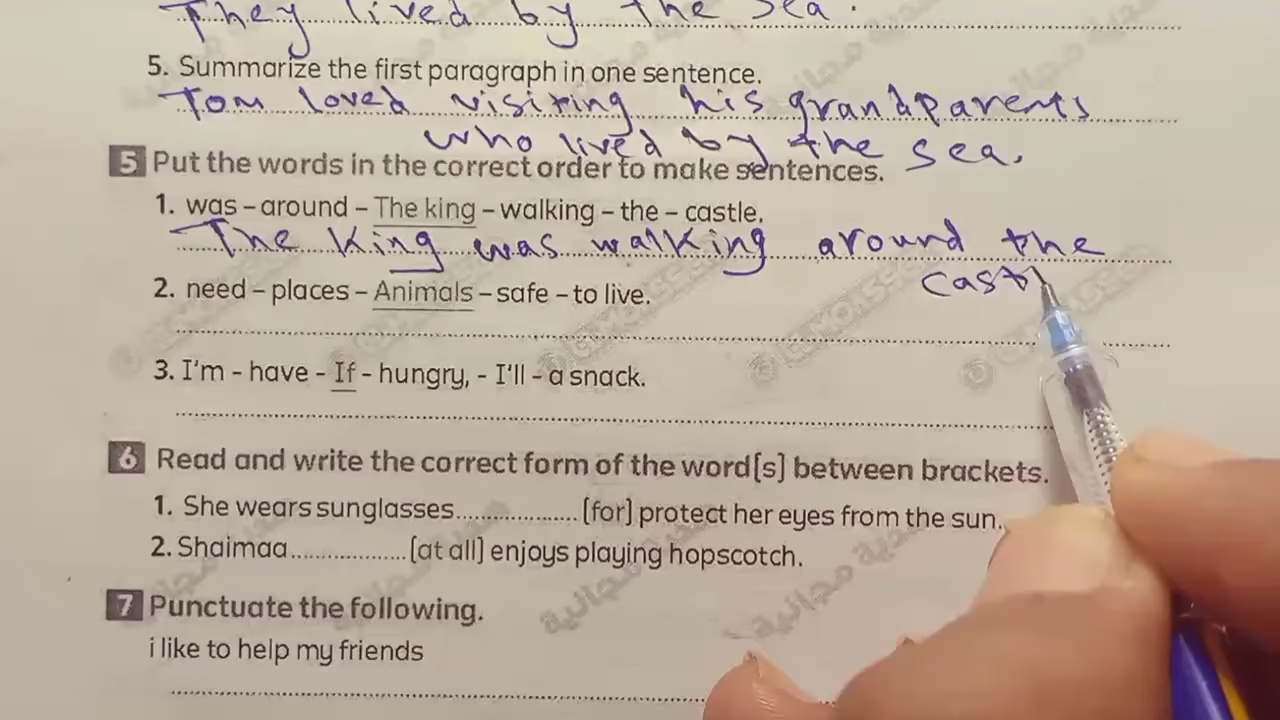 They lived by the sea.
5. Summarize the first paragraph in one sentence.
Tom loved visiting his grandparents
who lived by the sea.
5 Put the words in the correct order to make sentences.
1. was – around – The king – walking – the – castle.
The king was walking around the
cast
2. need – places – Animals – safe – to live.
3. I'm - have - If - hungry, - I'll - a snack.
6 Read and write the correct form of the word(s) between brackets.
1. She wears sunglasses.................... (for) protect her eyes from the sun.
2. Shaimaa................... (at all) enjoys playing hopscotch.
7 Punctuate the following.
i like to help my friends